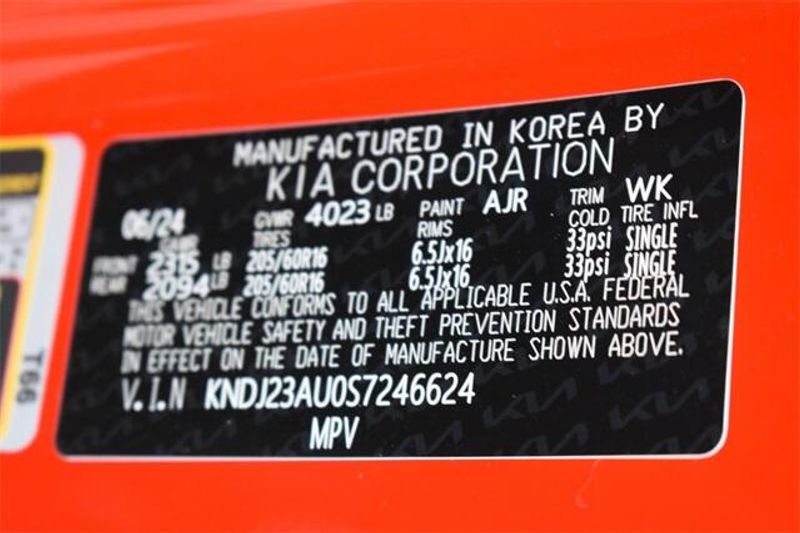 MANUFACTURED IN KOREA BY
KIA CORPORATION
06/24 GVWR 4023 LB PAINT AJR TRIM WK
GAWR TIRES RIMS COLD TIRE INFL
FRONT 2315 LB 205/60R16 6.5Jx16 33psi SINGLE
REAR 2094 LB 205/60R16 6.5Jx16 33psi SINGLE
THIS VEHICLE CONFORMS TO ALL APPLICABLE U.S.A. FEDERAL
MOTOR VEHICLE SAFETY AND THEFT PREVENTION STANDARDS
IN EFFECT ON THE DATE OF MANUFACTURE SHOWN ABOVE.
V.I.N KNDJ23AU0S7246624
MPV
T66